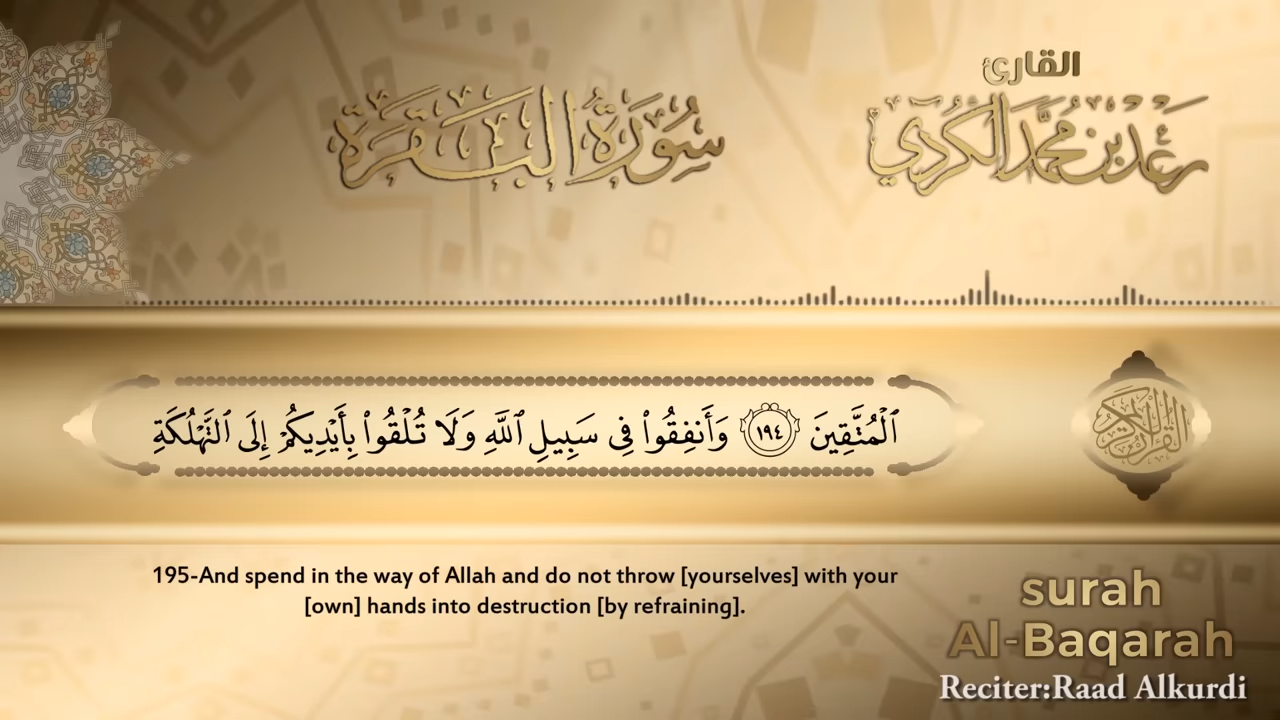 القارئ
رعد بن محمد الكردي
سُورَةُ الْبَقَرَةِ
ٱلْمُتَّقِينَ ١٩٤ وَأَنفِقُوا۟ فِى سَبِيلِ ٱللَّهِ وَلَا تُلْقُوا۟ بِأَيْدِيكُمْ إِلَى ٱلتَّهْلُكَةِ
القرآن الكريم
195-And spend in the way of Allah and do not throw [yourselves] with your
[own] hands into destruction [by refraining].
surah
Al-Baqarah
Reciter:Raad Alkurdi